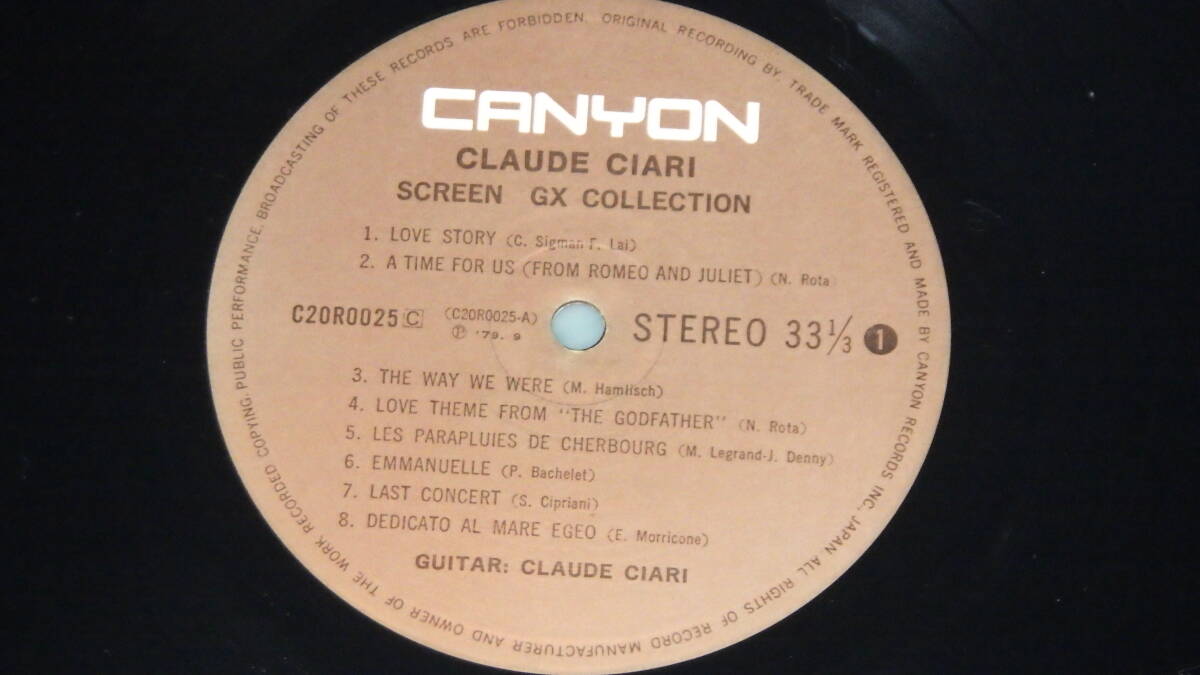 CANYON
CLAUDE CIARI
SCREEN GX COLLECTION
1. LOVE STORY (C. Sigman F. Lai)
2. A TIME FOR US (FROM ROMEO AND JULIET) (N. Rota)
C20R0025 C (C20R0025-A) STEREO 33 1/3 1
Ⓟ '79. 9
3. THE WAY WE WERE (M. Hamlisch)
4. LOVE THEME FROM "THE GODFATHER" (N. Rota)
5. LES PARAPLUIES DE CHERBOURG (M. Legrand-J. Denny)
6. EMMANUELLE (P. Bachelet)
7. LAST CONCERT (S. Cipriani)
8. DEDICATO AL MARE EGEO (E. Morricone)
GUITAR: CLAUDE CIARI
ORIGINAL RECORDING BY, TRADE MARK REGISTERED AND MADE BY CANYON RECORDS INC., JAPAN ALL RIGHTS OF RECORD MANUFACTURER AND OWNER OF THE WORK RECORDED COPYING, PUBLIC PERFORMANCE, BROADCASTING OF THESE RECORDS ARE FORBIDDEN.